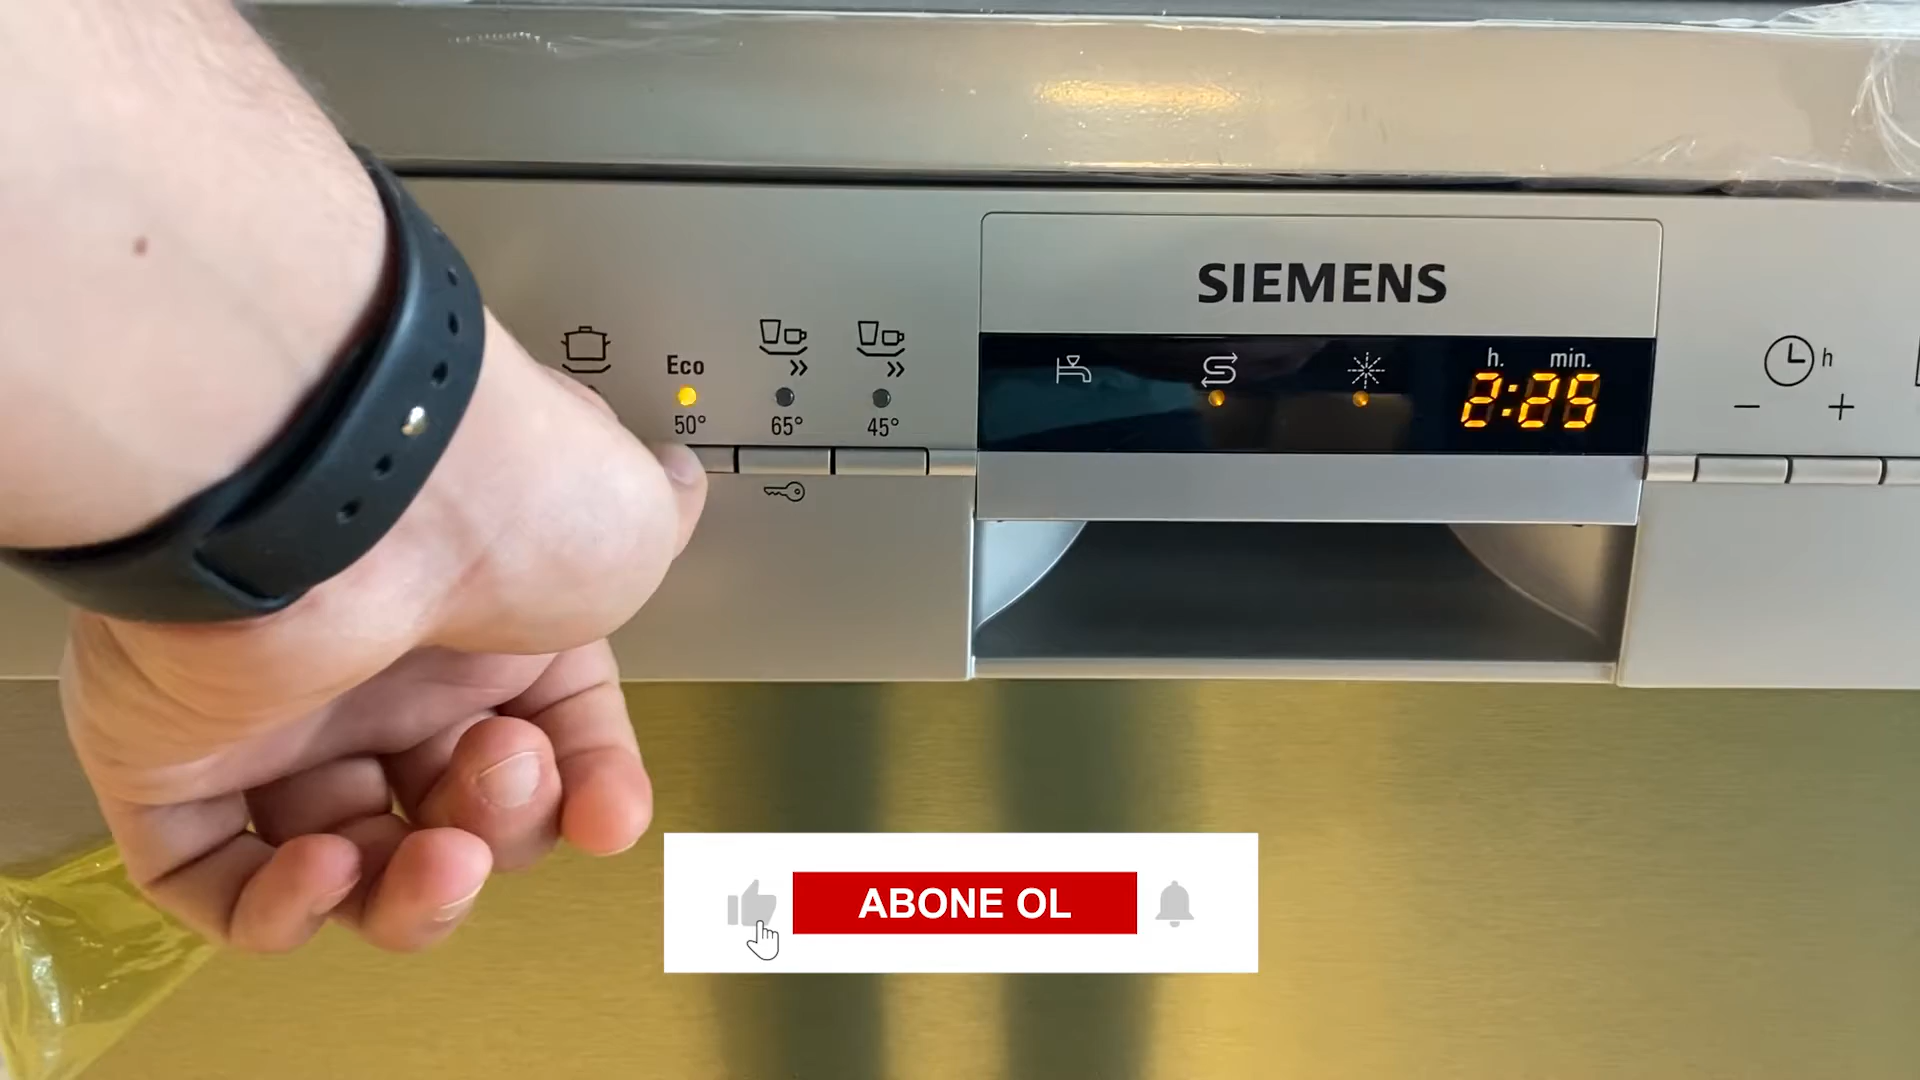 SIEMENS
Eco
50°
65°
45°
h. min.
2:25
h
− +
ABONE OL